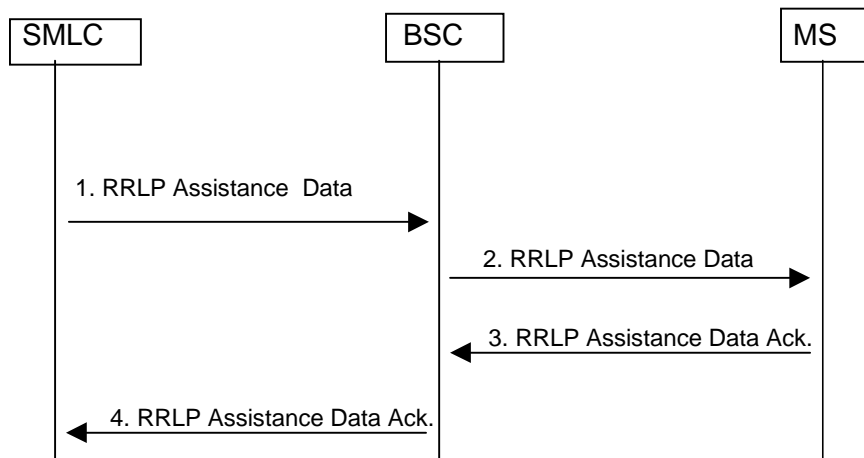 SMLC
BSC
MS
1. RRLP Assistance Data
2. RRLP Assistance Data
3. RRLP Assistance Data Ack.
4. RRLP Assistance Data Ack.